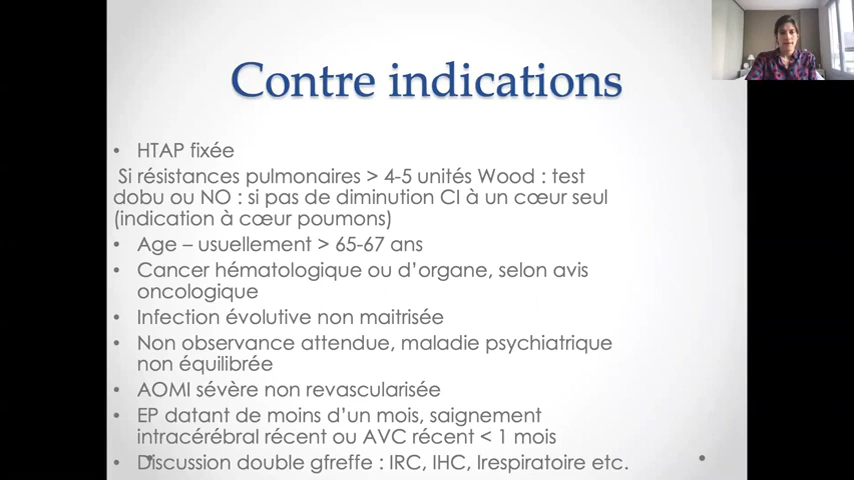 Contre indications
• HTAP fixée
Si résistances pulmonaires > 4-5 unités Wood : test
dobu ou NO : si pas de diminution CI à un cœur seul
(indication à cœur poumons)
• Age – usuellement > 65-67 ans
• Cancer hématologique ou d'organe, selon avis
oncologique
• Infection évolutive non maitrisée
• Non observance attendue, maladie psychiatrique
non équilibrée
• AOMI sévère non revascularisée
• EP datant de moins d'un mois, saignement
intracérébral récent ou AVC récent < 1 mois
• Discussion double gfreffe : IRC, IHC, Irespiratoire etc.